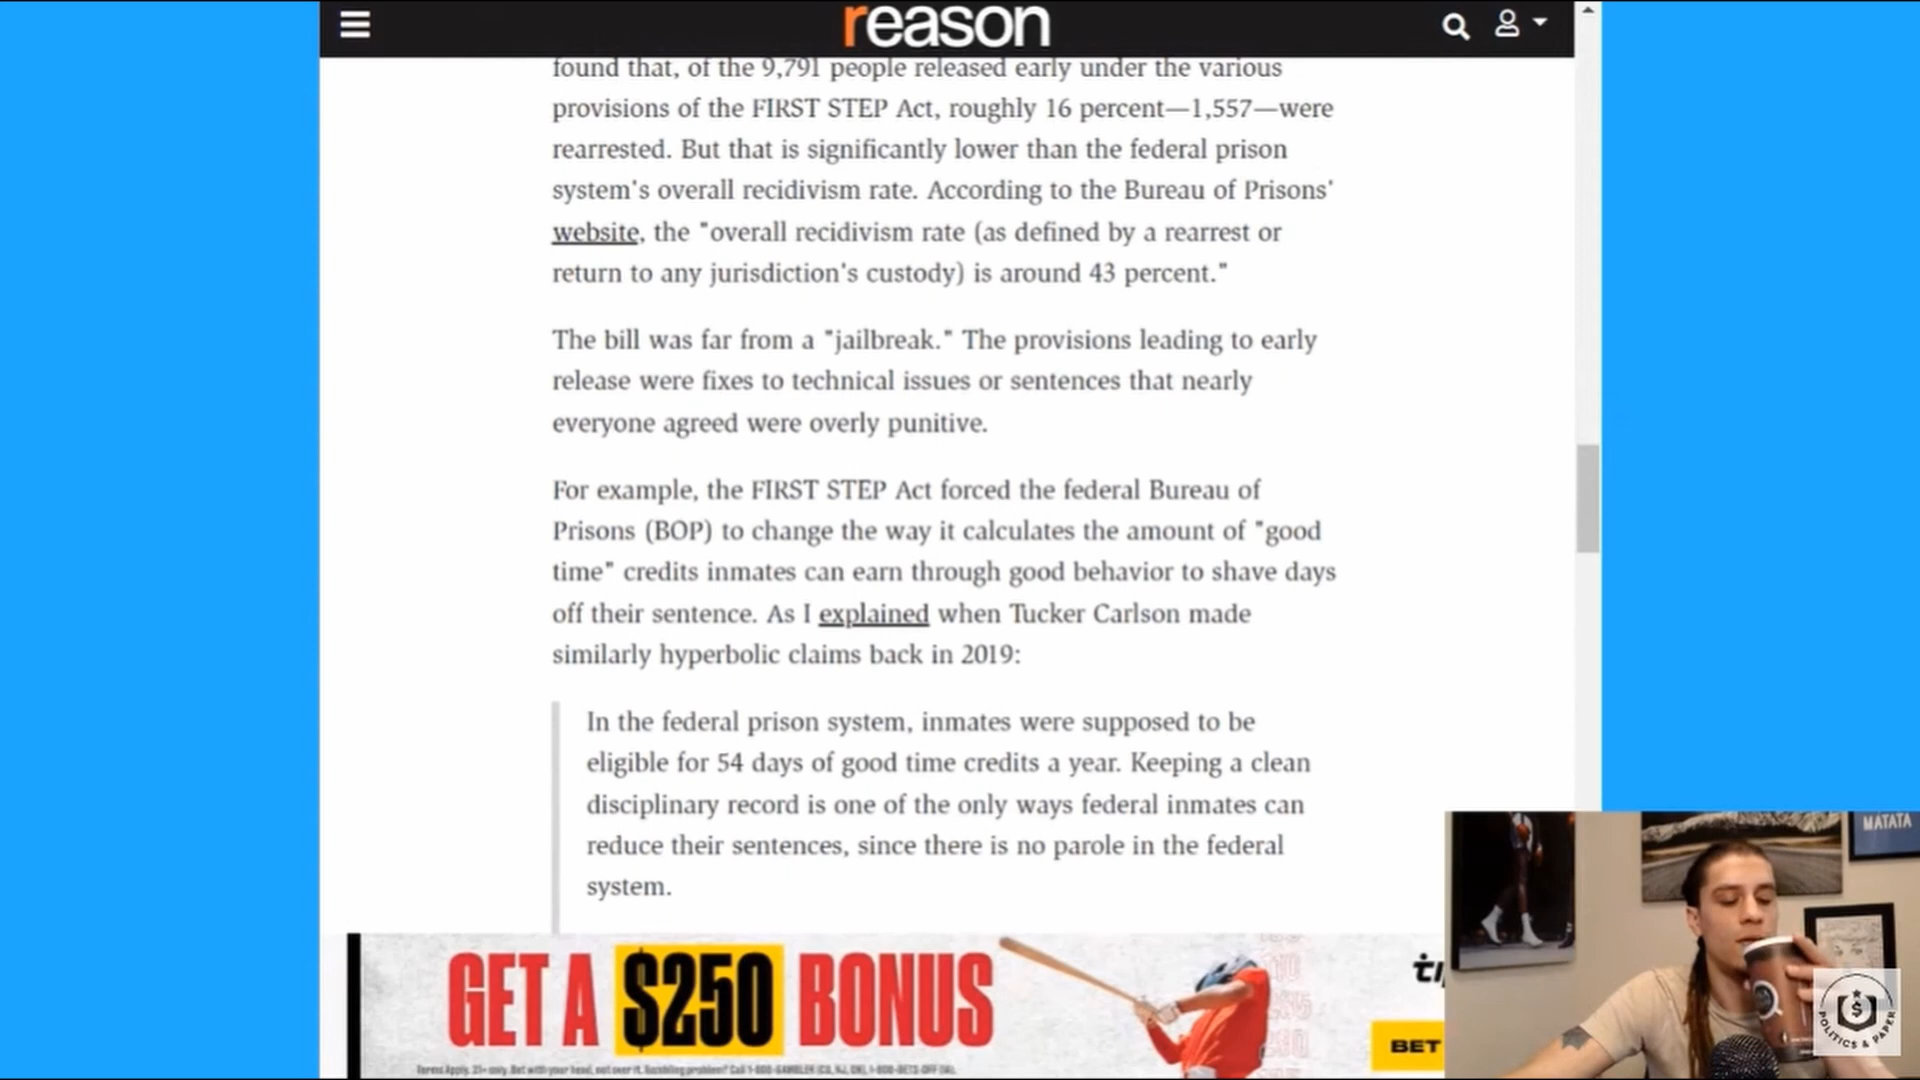 reason
found that, of the 9,791 people released early under the various
provisions of the FIRST STEP Act, roughly 16 percent—1,557—were
rearrested. But that is significantly lower than the federal prison
system's overall recidivism rate. According to the Bureau of Prisons'
website, the "overall recidivism rate (as defined by a rearrest or
return to any jurisdiction's custody) is around 43 percent."
The bill was far from a "jailbreak." The provisions leading to early
release were fixes to technical issues or sentences that nearly
everyone agreed were overly punitive.
For example, the FIRST STEP Act forced the federal Bureau of
Prisons (BOP) to change the way it calculates the amount of "good
time" credits inmates can earn through good behavior to shave days
off their sentence. As I explained when Tucker Carlson made
similarly hyperbolic claims back in 2019:
In the federal prison system, inmates were supposed to be
eligible for 54 days of good time credits a year. Keeping a clean
disciplinary record is one of the only ways federal inmates can
reduce their sentences, since there is no parole in the federal
system.
GET A $250 BONUS
BET
MATATA
POLITICS & PAPER
$